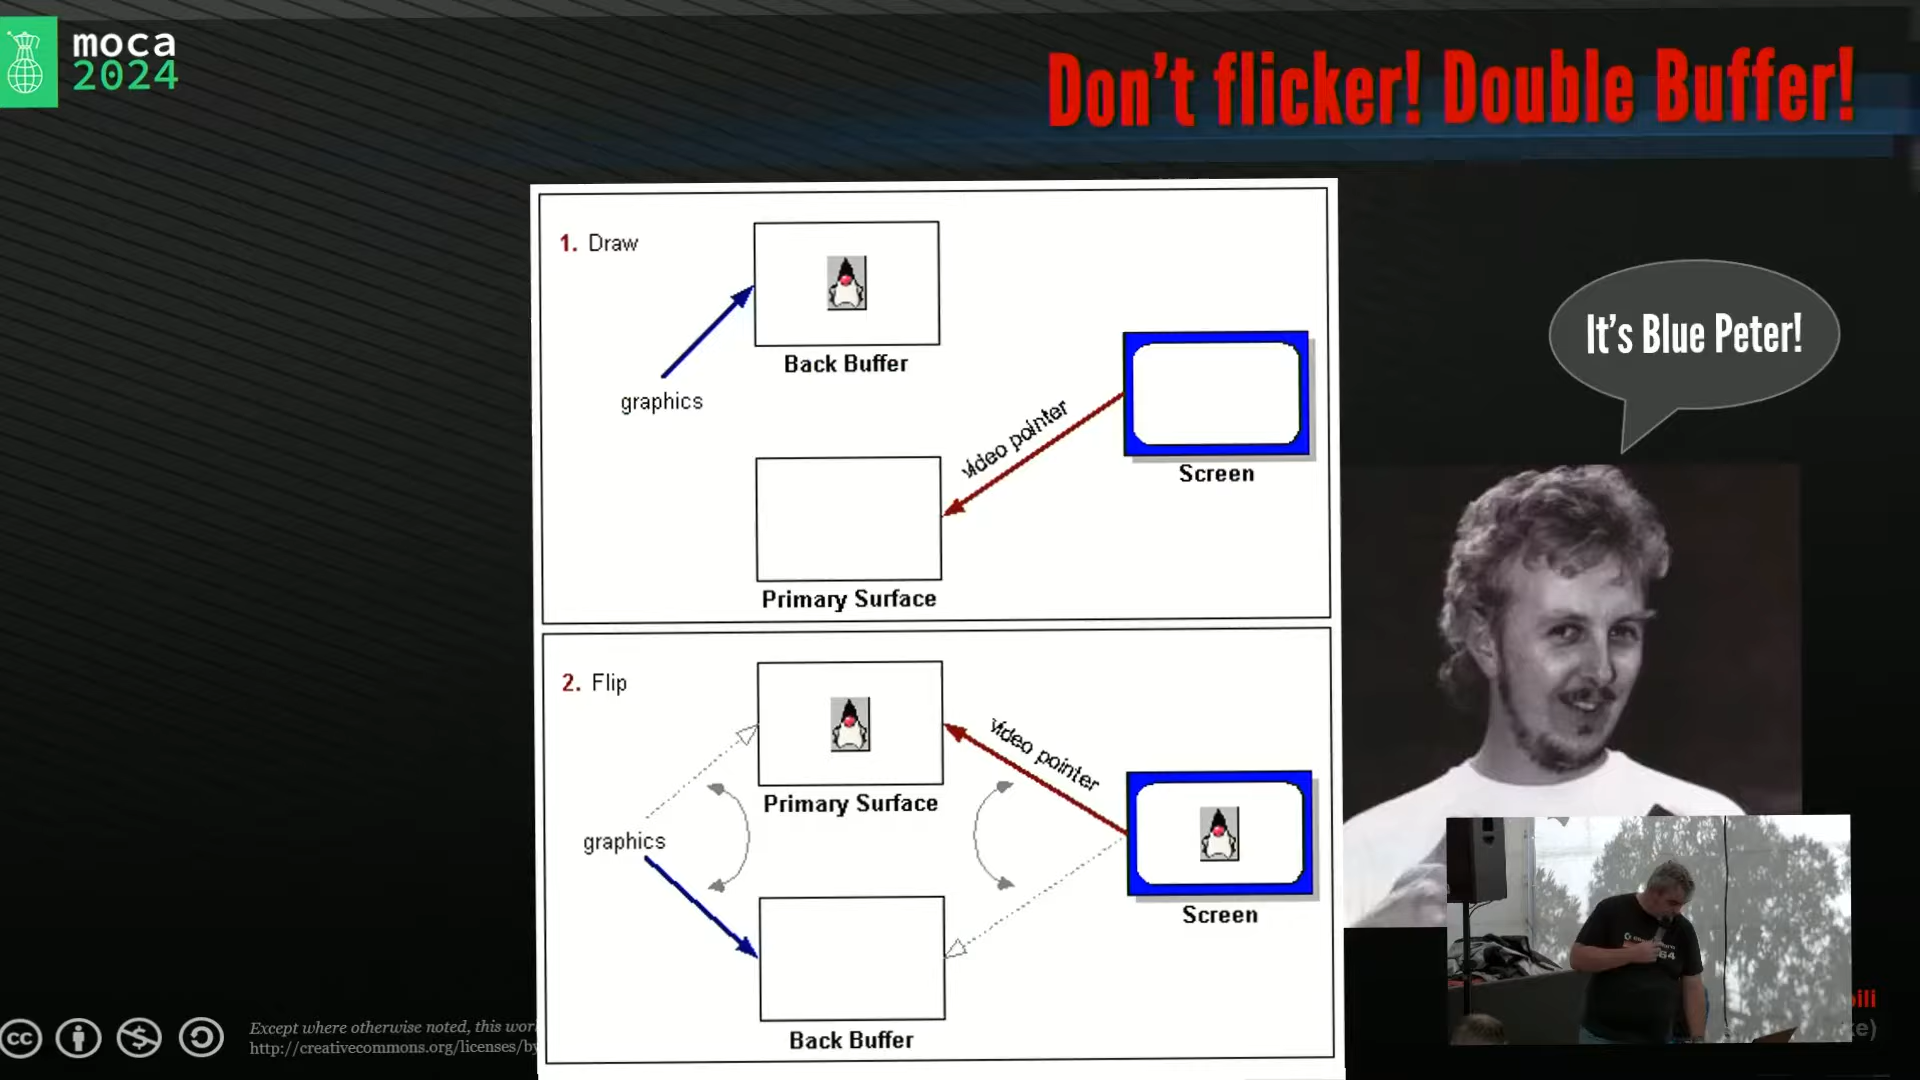 moca
2024
Don't flicker! Double Buffer!
1. Draw
Back Buffer
graphics
video pointer
Screen
Primary Surface
It's Blue Peter!
2. Flip
video pointer
Primary Surface
graphics
Screen
Back Buffer
Except where otherwise noted, this
http://creativecommons.org/licenses/by
64